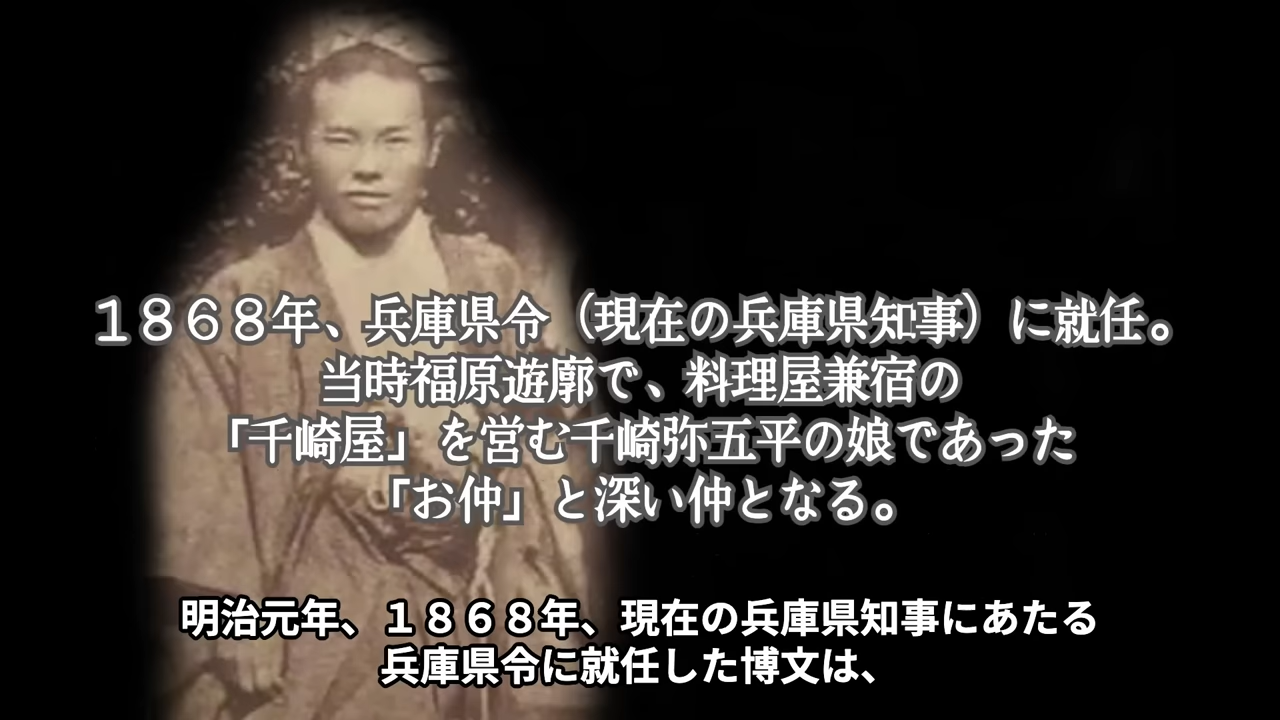 １８６８年、兵庫県令（現在の兵庫県知事）に就任。
当時福原遊廓で、料理屋兼宿の
「千崎屋」を営む千崎弥五平の娘であった
「お仲」と深い仲となる。
明治元年、１８６８年、現在の兵庫県知事にあたる
兵庫県令に就任した博文は、